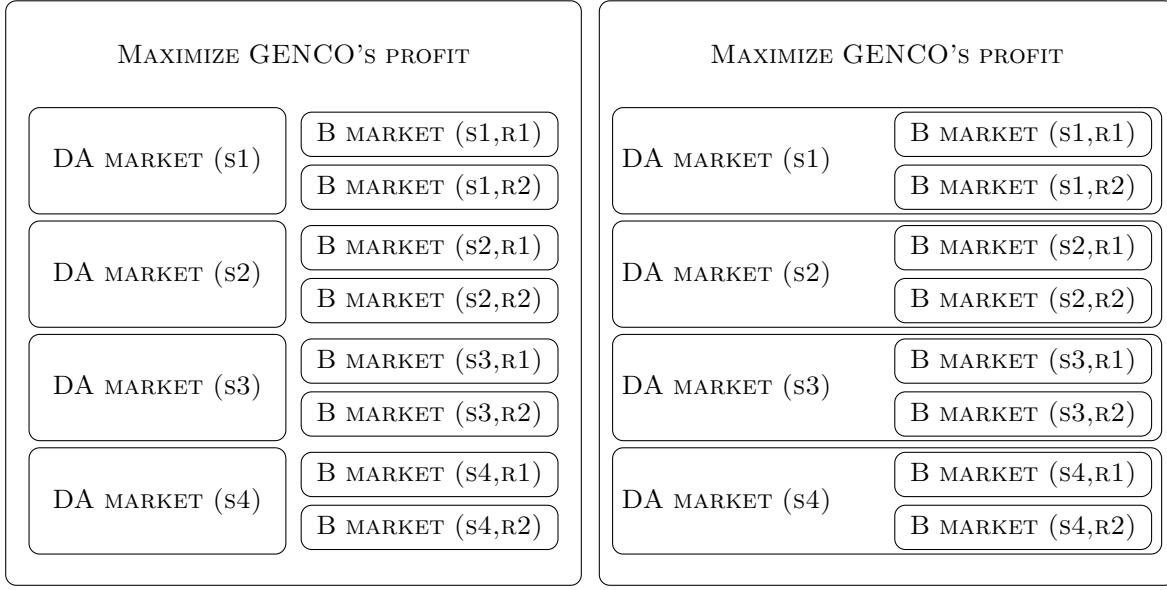 Maximize GENCO's profit
DA market (s1)
B market (s1,r1)
B market (s1,r2)
DA market (s2)
B market (s2,r1)
B market (s2,r2)
DA market (s3)
B market (s3,r1)
B market (s3,r2)
DA market (s4)
B market (s4,r1)
B market (s4,r2)
Maximize GENCO's profit
DA market (s1)
B market (s1,r1)
B market (s1,r2)
DA market (s2)
B market (s2,r1)
B market (s2,r2)
DA market (s3)
B market (s3,r1)
B market (s3,r2)
DA market (s4)
B market (s4,r1)
B market (s4,r2)